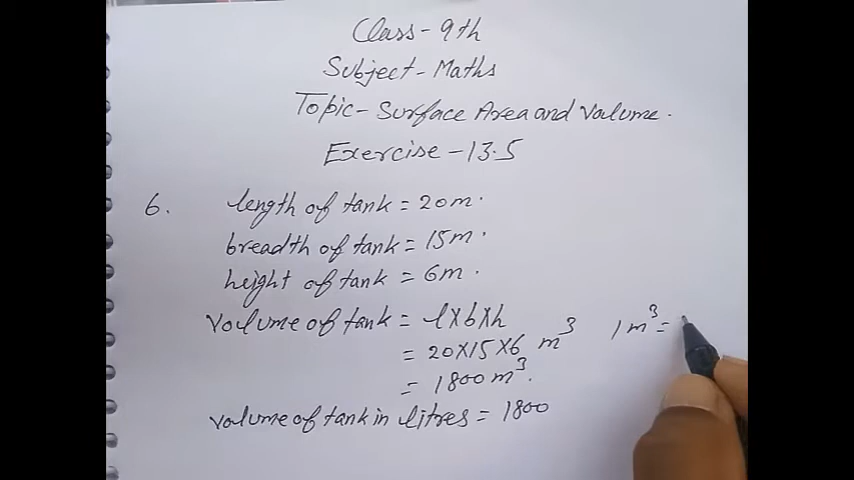 Class - 9th
Subject - Maths
Topic - Surface Area and Volume.
Exercise - 13.5
6. length of tank = 20m.
breadth of tank = 15m.
height of tank = 6m.
Volume of tank = l×b×h
= 20×15×6 m³ 1m³=
= 1800m³.
Volume of tank in litres = 1800